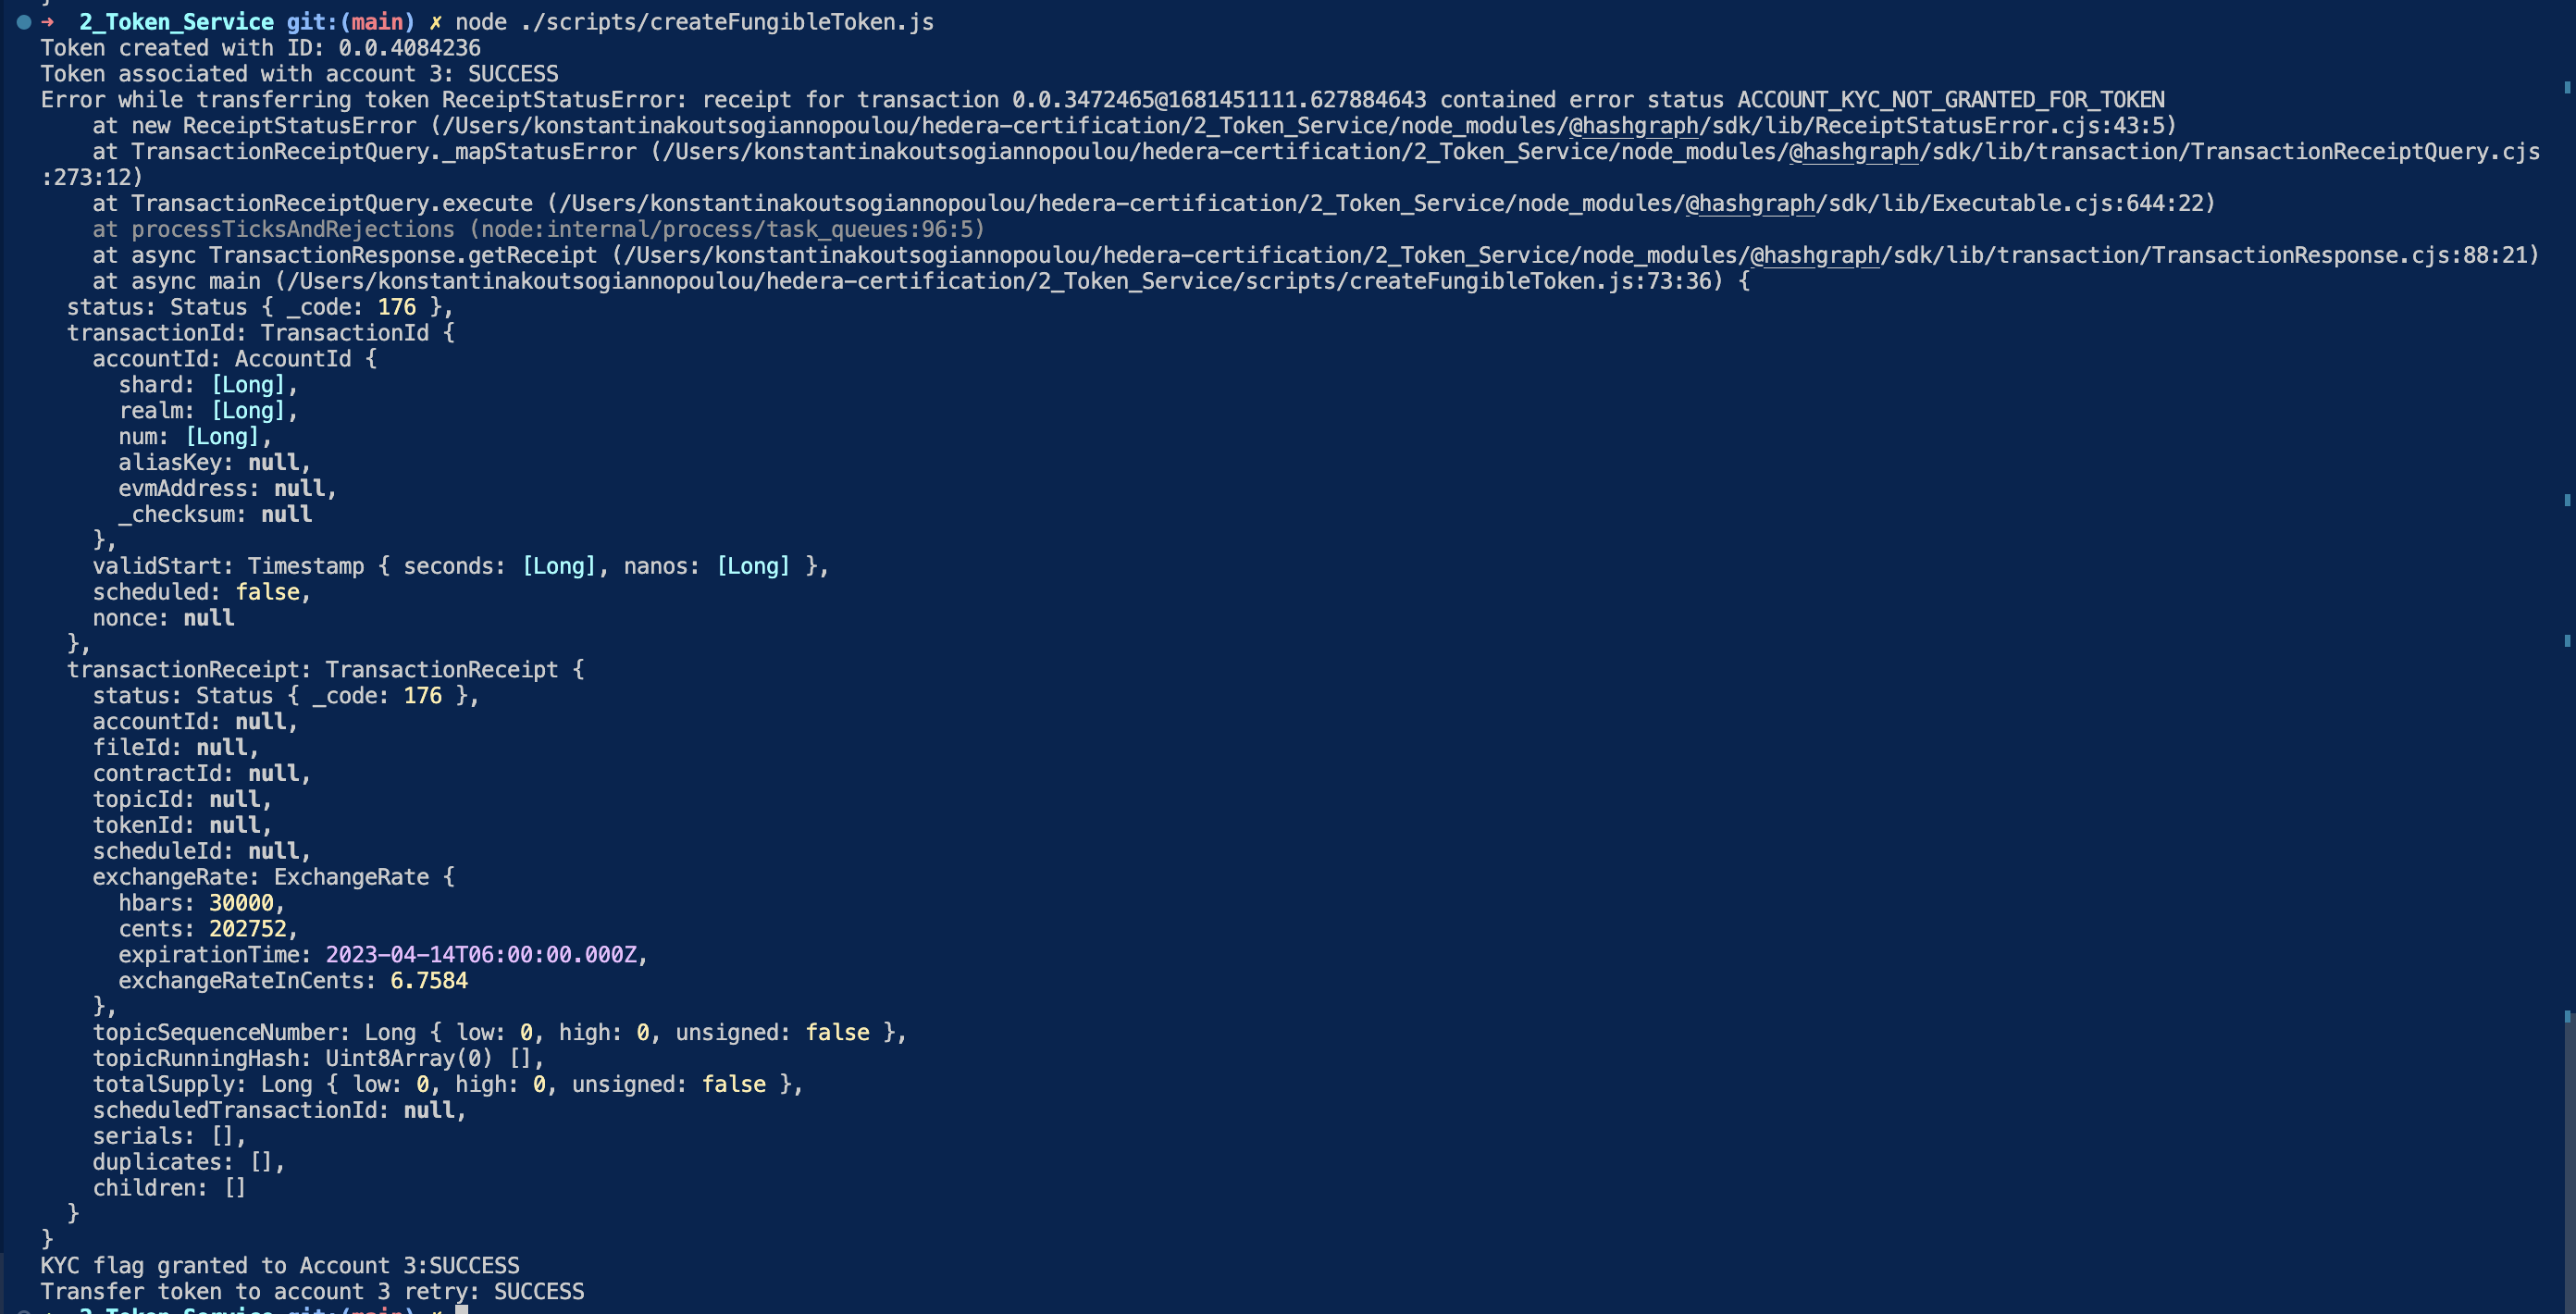 }
➜  2_Token_Service git:(main) ✗ node ./scripts/createFungibleToken.js
Token created with ID: 0.0.4084236
Token associated with account 3: SUCCESS
Error while transferring token ReceiptStatusError: receipt for transaction 0.0.3472465@1681451111.627884643 contained error status ACCOUNT_KYC_NOT_GRANTED_FOR_TOKEN
    at new ReceiptStatusError (/Users/konstantinakoutsogiannopoulou/hedera-certification/2_Token_Service/node_modules/@hashgraph/sdk/lib/ReceiptStatusError.cjs:43:5)
    at TransactionReceiptQuery._mapStatusError (/Users/konstantinakoutsogiannopoulou/hedera-certification/2_Token_Service/node_modules/@hashgraph/sdk/lib/transaction/TransactionReceiptQuery.cjs
:273:12)
    at TransactionReceiptQuery.execute (/Users/konstantinakoutsogiannopoulou/hedera-certification/2_Token_Service/node_modules/@hashgraph/sdk/lib/Executable.cjs:644:22)
    at processTicksAndRejections (node:internal/process/task_queues:96:5)
    at async TransactionResponse.getReceipt (/Users/konstantinakoutsogiannopoulou/hedera-certification/2_Token_Service/node_modules/@hashgraph/sdk/lib/transaction/TransactionResponse.cjs:88:21)
    at async main (/Users/konstantinakoutsogiannopoulou/hedera-certification/2_Token_Service/scripts/createFungibleToken.js:73:36) {
  status: Status { _code: 176 },
  transactionId: TransactionId {
    accountId: AccountId {
      shard: [Long],
      realm: [Long],
      num: [Long],
      aliasKey: null,
      evmAddress: null,
      _checksum: null
    },
    validStart: Timestamp { seconds: [Long], nanos: [Long] },
    scheduled: false,
    nonce: null
  },
  transactionReceipt: TransactionReceipt {
    status: Status { _code: 176 },
    accountId: null,
    fileId: null,
    contractId: null,
    topicId: null,
    tokenId: null,
    scheduleId: null,
    exchangeRate: ExchangeRate {
      hbars: 30000,
      cents: 202752,
      expirationTime: 2023-04-14T06:00:00.000Z,
      exchangeRateInCents: 6.7584
    },
    topicSequenceNumber: Long { low: 0, high: 0, unsigned: false },
    topicRunningHash: Uint8Array(0) [],
    totalSupply: Long { low: 0, high: 0, unsigned: false },
    scheduledTransactionId: null,
    serials: [],
    duplicates: [],
    children: []
  }
}
KYC flag granted to Account 3:SUCCESS
Transfer token to account 3 retry: SUCCESS
2_Token_Service git:(main) ✗